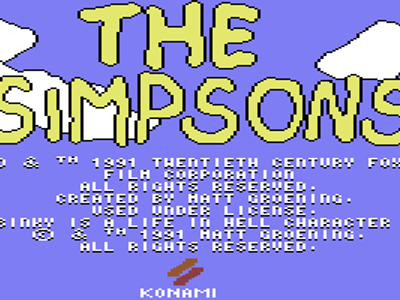 THE
SIMPSONS
© & ™ 1991 TWENTIETH CENTURY FOX
FILM CORPORATION
ALL RIGHTS RESERVED.
CREATED BY MATT GROENING.
USED UNDER LICENSE.
BINKY IS A LIFE IN HELL CHARACTER
© & ™ 1991 MATT GROENING.
ALL RIGHTS RESERVED.
KONAMI